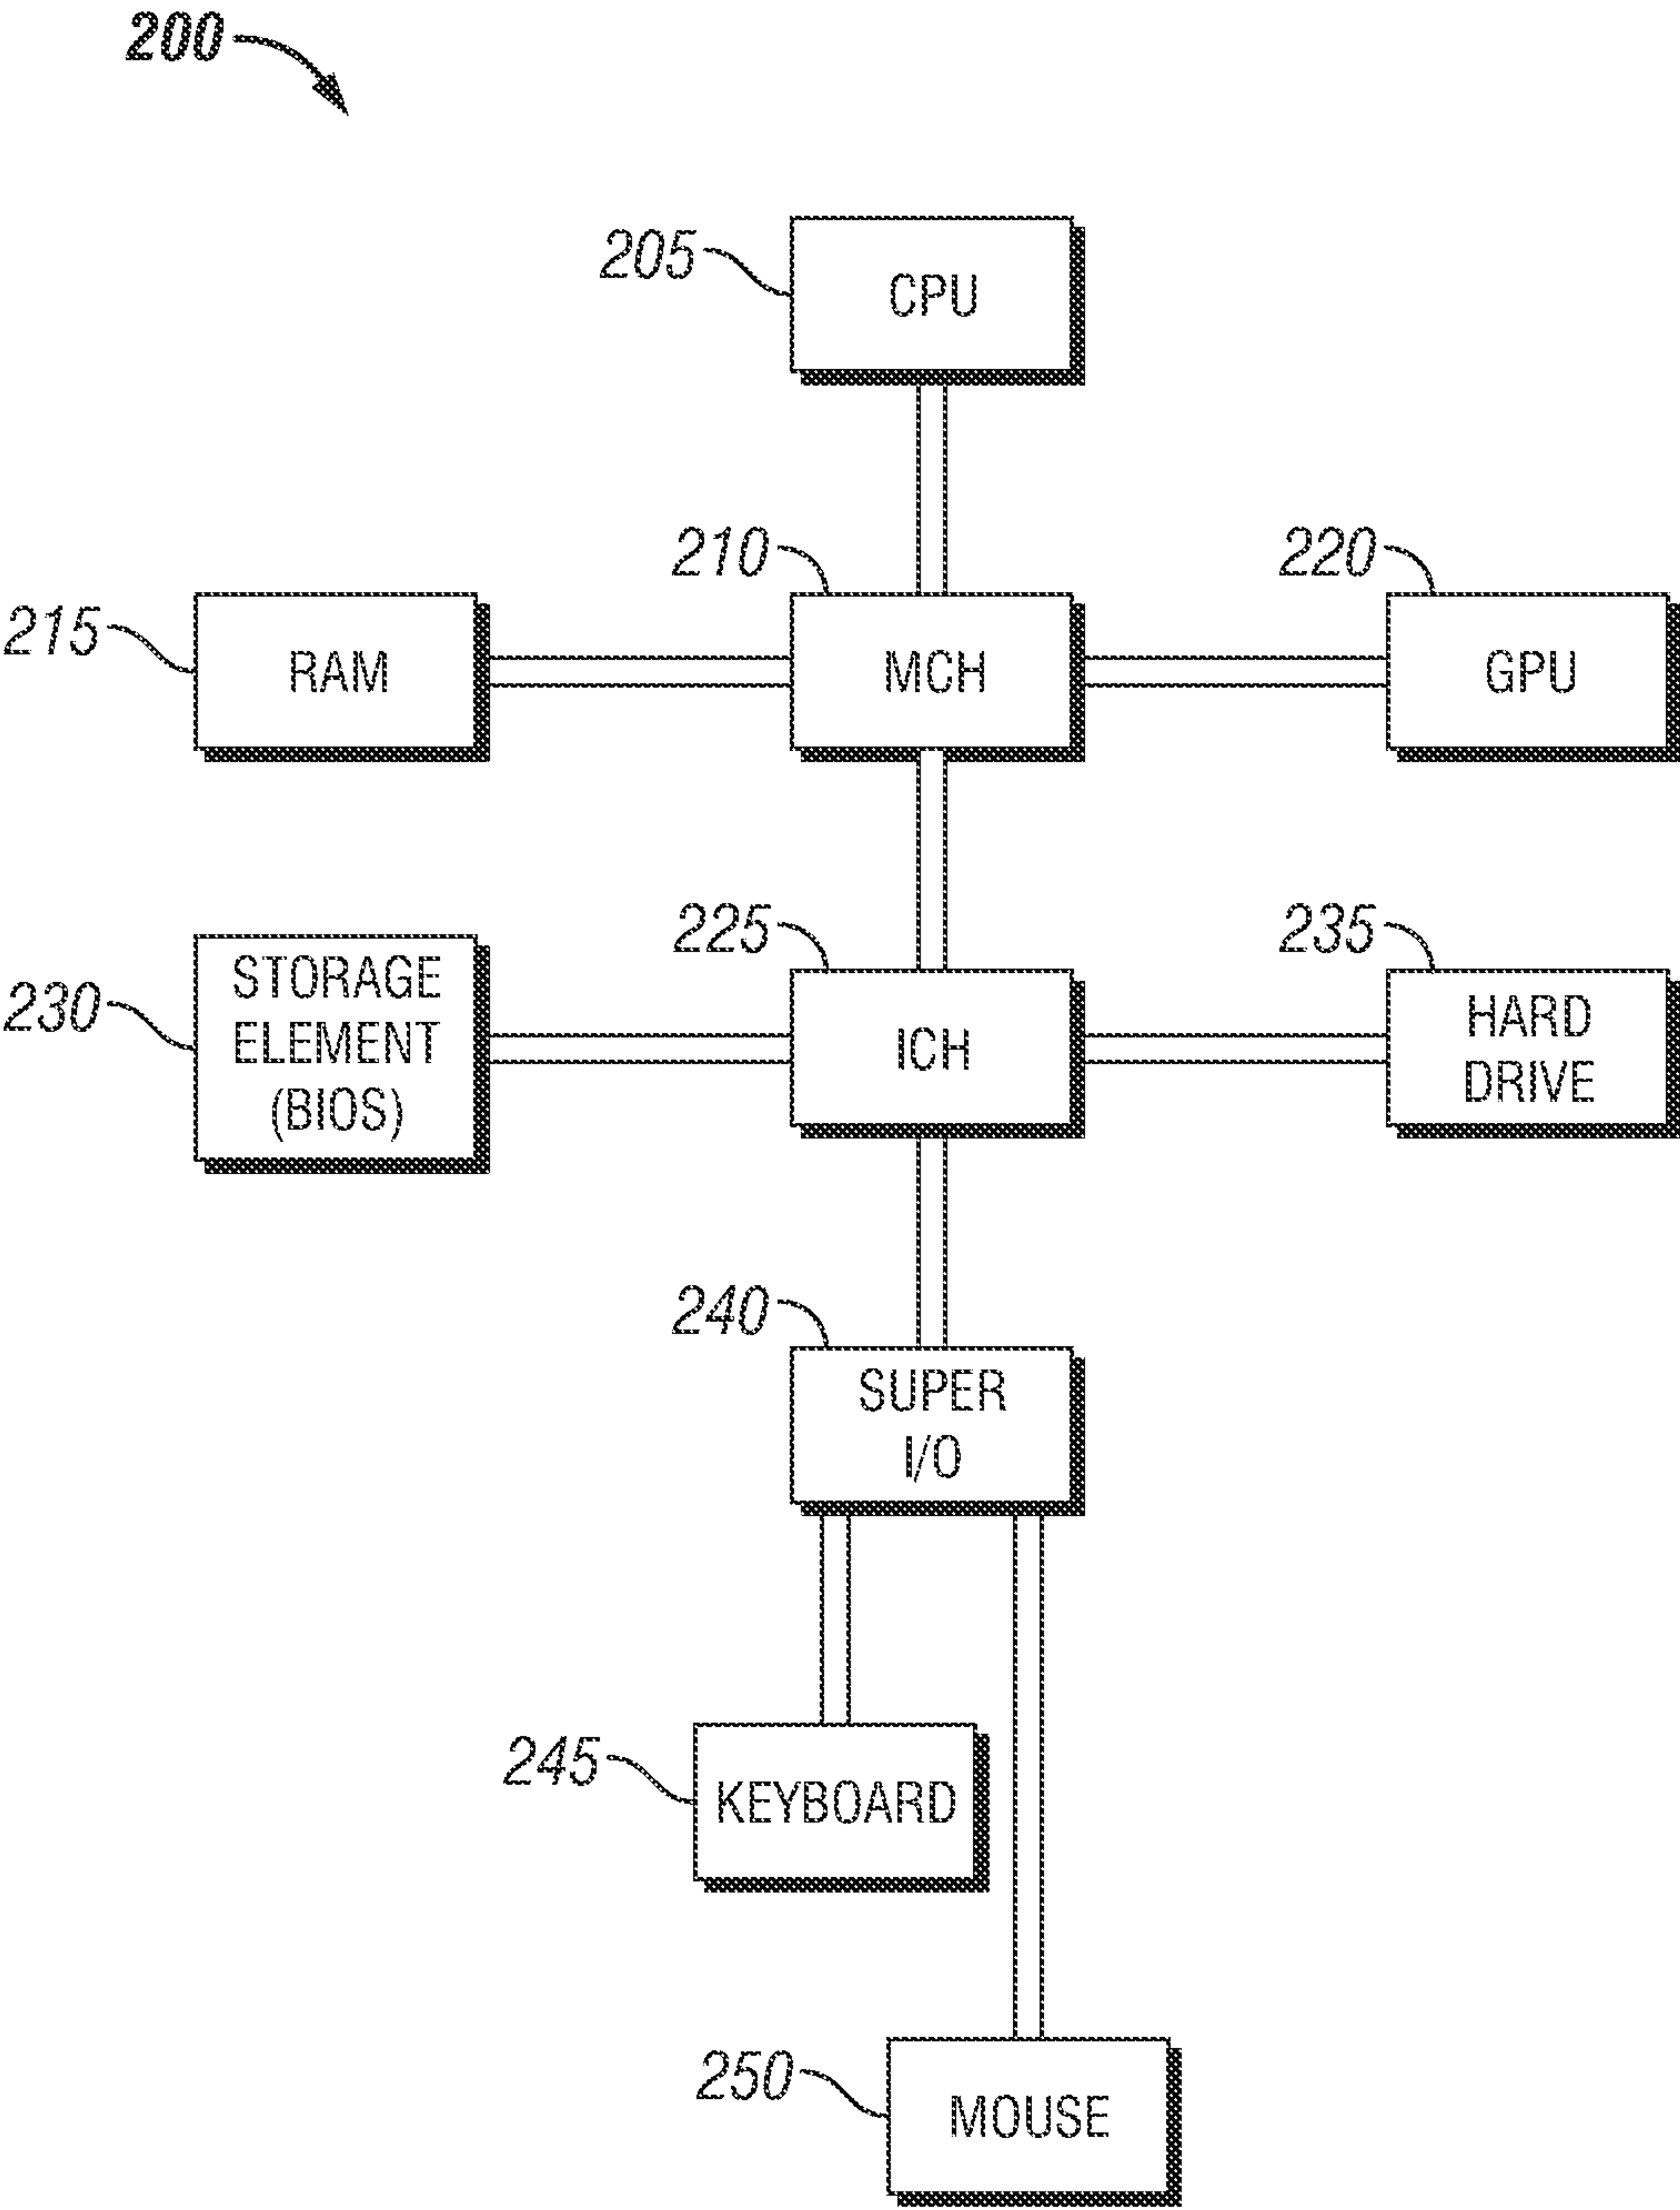 200
205
CPU
210
220
215
RAM
MCH
GPU
225
235
230
STORAGE
ELEMENT
(BIOS)
ICH
HARD
DRIVE
240
SUPER
I/O
245
KEYBOARD
250
MOUSE